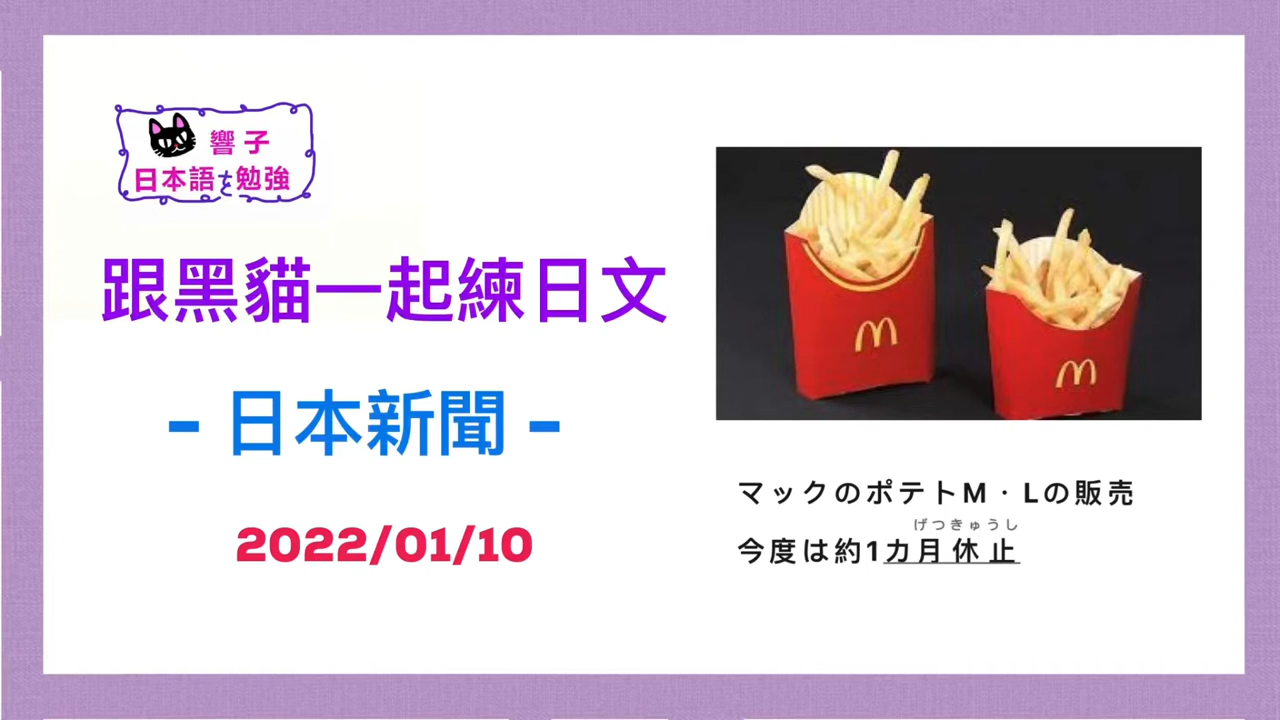 響子
日本語を勉強
跟黑貓一起練日文
- 日本新聞 -
2022/01/10
マックのポテトM・Lの販売
げつきゅうし
今度は約1カ月休止